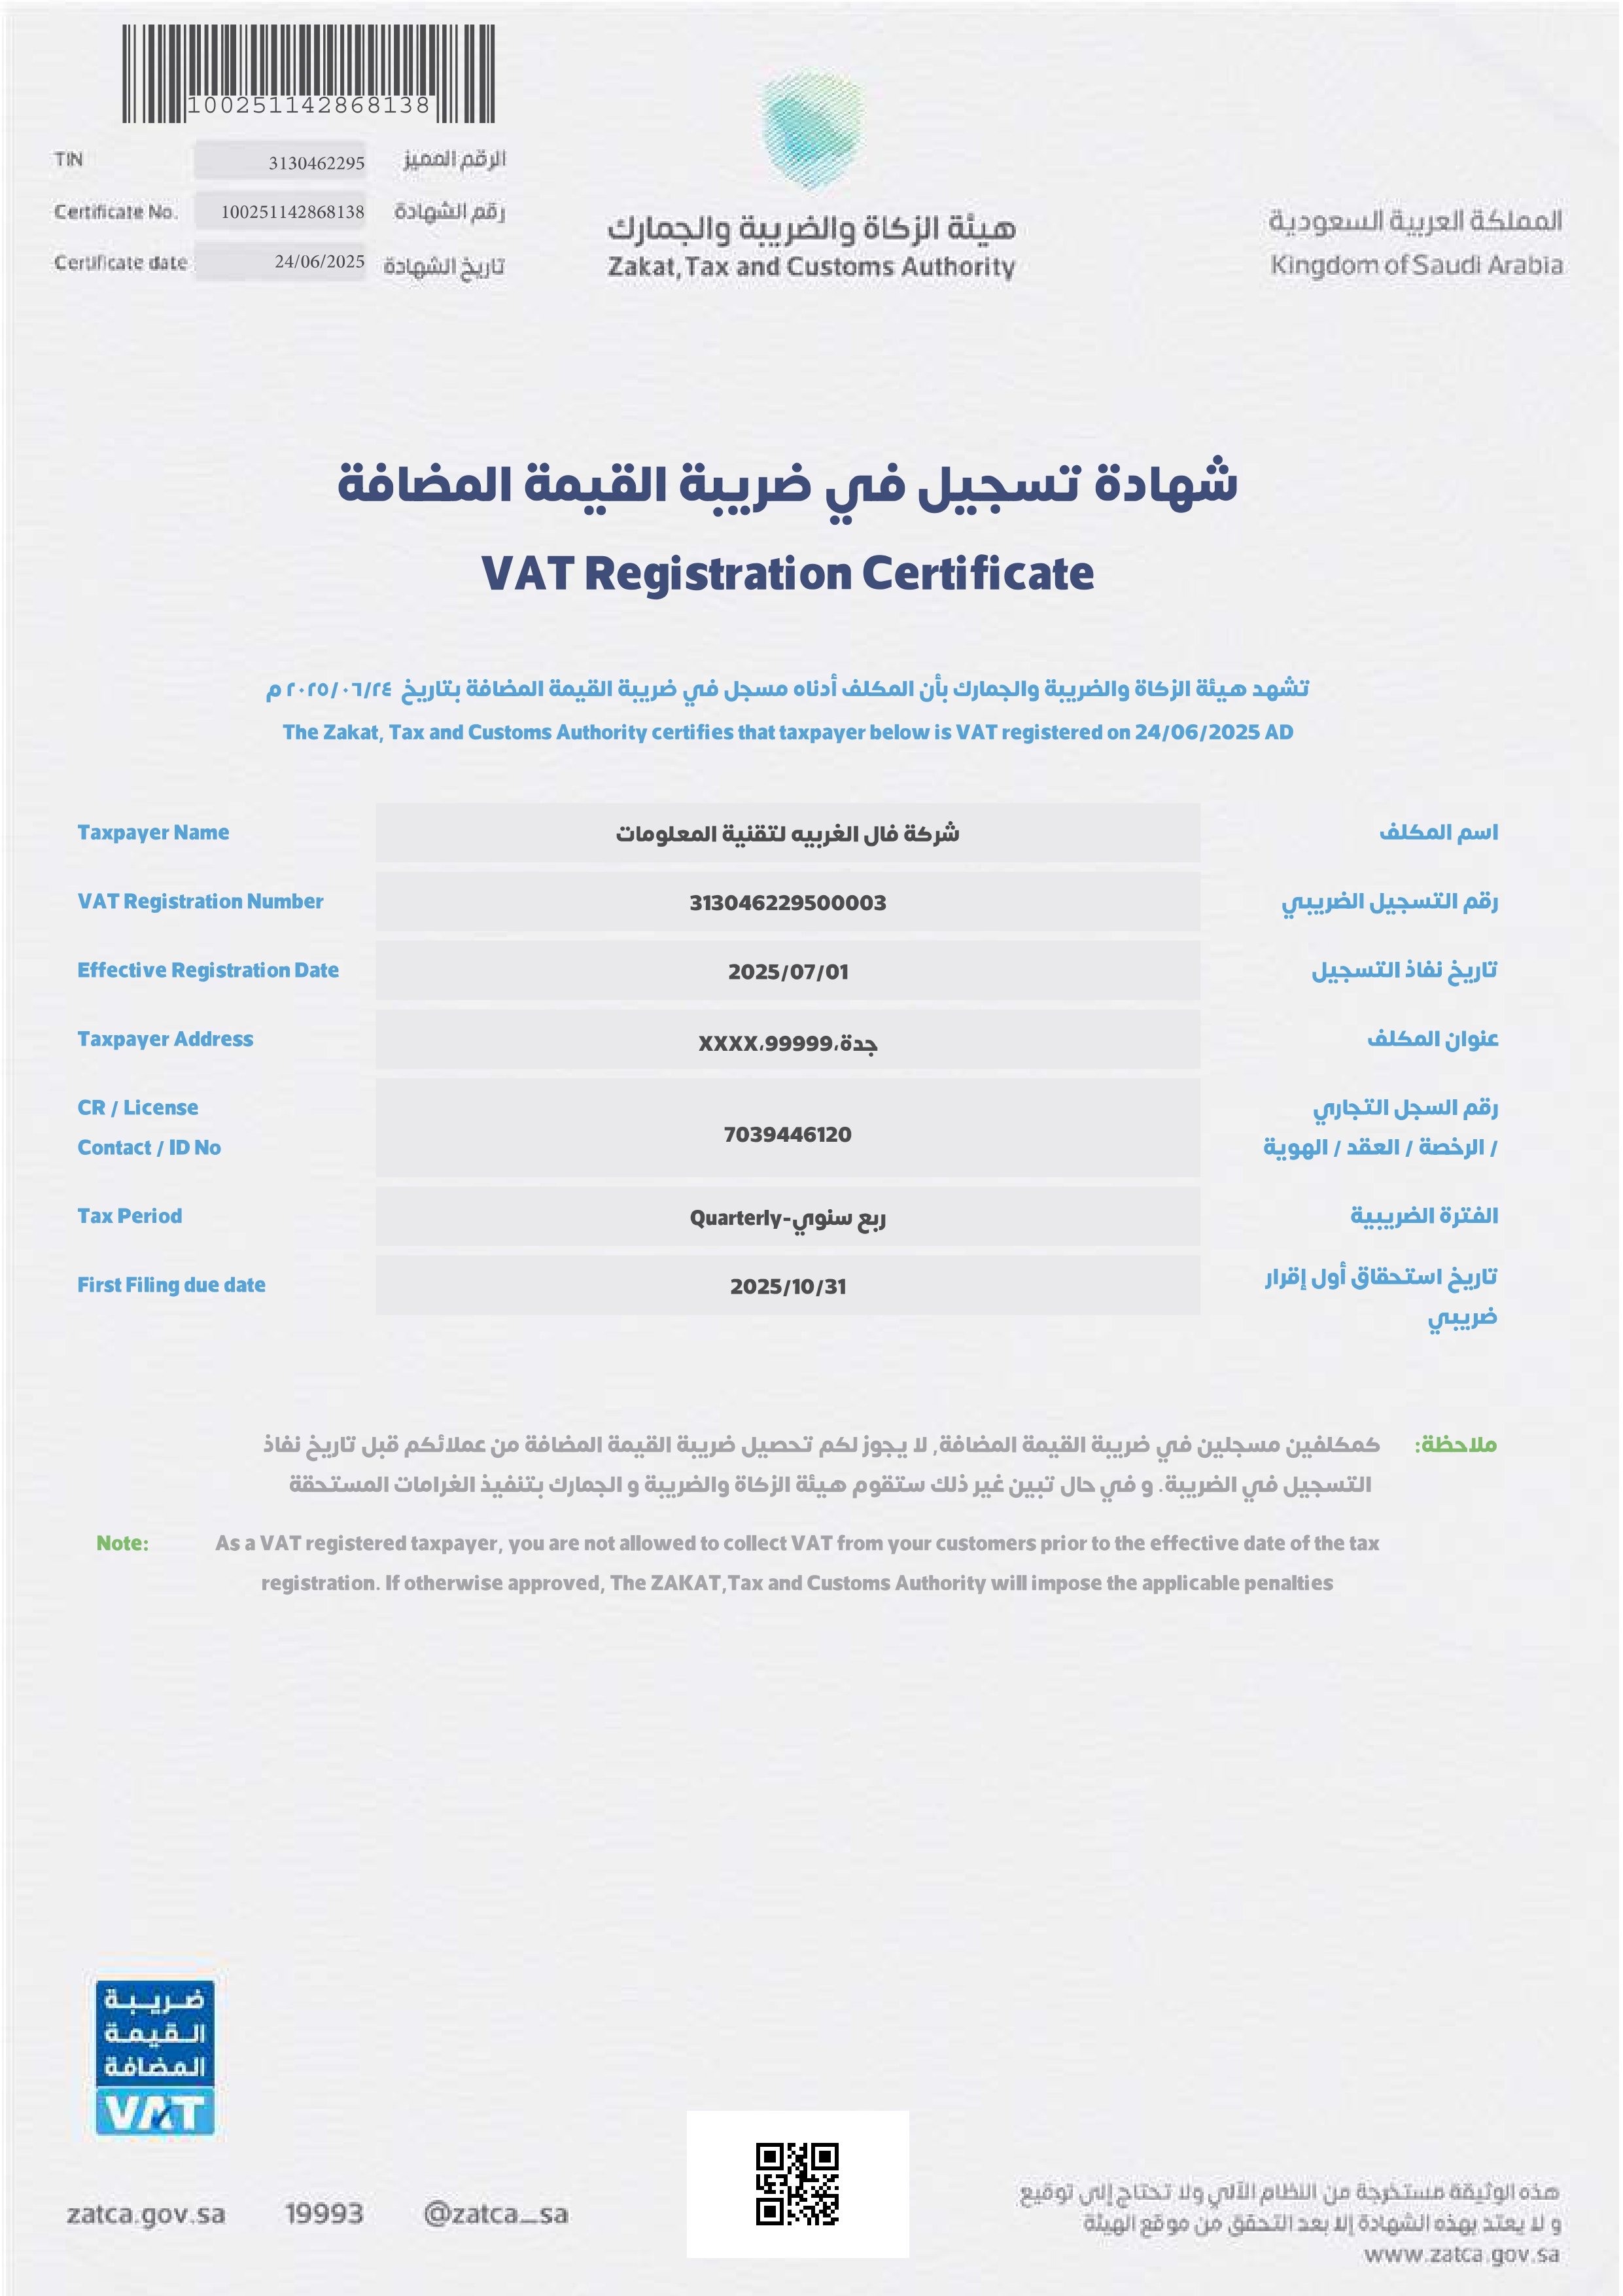 100251142868138
TIN 3130462295 الرقم المميز
Certificate No. 100251142868138 رقم الشهادة
Certificate date 24/06/2025 تاريخ الشهادة
هيئة الزكاة والضريبة والجمارك
Zakat, Tax and Customs Authority
المملكة العربية السعودية
Kingdom of Saudi Arabia
شهادة تسجيل في ضريبة القيمة المضافة
VAT Registration Certificate
تشهد هيئة الزكاة والضريبة والجمارك بأن المكلف أدناه مسجل في ضريبة القيمة المضافة بتاريخ ٢٠٢٥/٠٦/٢٤ م
The Zakat, Tax and Customs Authority certifies that taxpayer below is VAT registered on 24/06/2025 AD
Taxpayer Name شركة فال الغربيه لتقنية المعلومات اسم المكلف
VAT Registration Number 313046229500003 رقم التسجيل الضريبي
Effective Registration Date 2025/07/01 تاريخ نفاذ التسجيل
Taxpayer Address جدة،99999،XXXX عنوان المكلف
CR / License رقم السجل التجاري
7039446120
Contact / ID No / الرخصة / العقد / الهوية
Tax Period ربع سنوي-Quarterly الفترة الضريبية
First Filing due date 2025/10/31 تاريخ استحقاق أول إقرار
ضريبي
ملاحظة: كمكلفين مسجلين في ضريبة القيمة المضافة, لا يجوز لكم تحصيل ضريبة القيمة المضافة من عملائكم قبل تاريخ نفاذ
التسجيل في الضريبة. و في حال تبين غير ذلك ستقوم هيئة الزكاة والضريبة و الجمارك بتنفيذ الغرامات المستحقة
Note: As a VAT registered taxpayer, you are not allowed to collect VAT from your customers prior to the effective date of the tax
registration. If otherwise approved, The ZAKAT,Tax and Customs Authority will impose the applicable penalties
ضريبة
القيمة
المضافة
VAT
zatca.gov.sa 19993 @zatca_sa
هذه الوثيقة مستخرجة من النظام الآلي ولا تحتاج إلى توقيع
و لا يعتد بهذه الشهادة إلا بعد التحقق من موقع الهيئة
www.zatca.gov.sa